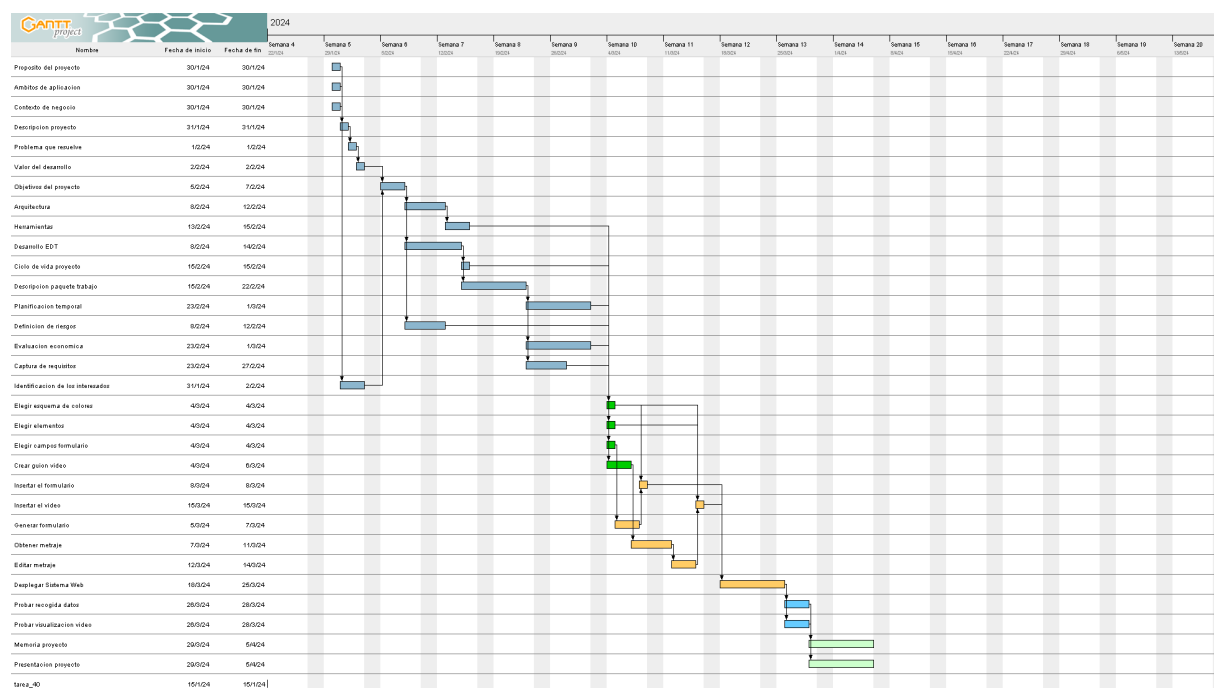 GANTT
project
2024
Semana 4 Semana 5 Semana 6 Semana 7 Semana 8 Semana 9 Semana 10 Semana 11 Semana 12 Semana 13 Semana 14 Semana 15 Semana 16 Semana 17 Semana 18 Semana 19 Semana 20
Nombre Fecha de inicio Fecha de fin
Proposito del proyecto 30/1/24 30/1/24
Ambitos de aplicacion 30/1/24 30/1/24
Contexto de negocio 30/1/24 30/1/24
Descripcion proyecto 31/1/24 31/1/24
Problema que resuelve 1/2/24 1/2/24
Valor del desarrollo 2/2/24 2/2/24
Objetivos del proyecto 5/2/24 7/2/24
Arquitectura 8/2/24 12/2/24
Herramientas 13/2/24 15/2/24
Desarrollo EDT 8/2/24 14/2/24
Ciclo de vida proyecto 15/2/24 15/2/24
Descripcion paquete trabajo 15/2/24 22/2/24
Planificacion temporal 23/2/24 1/3/24
Definicion de riesgos 8/2/24 12/2/24
Evaluacion economica 23/2/24 1/3/24
Captura de requisitos 23/2/24 27/2/24
Identificacion de los interesados 31/1/24 2/2/24
Elegir esquema de colores 4/3/24 4/3/24
Elegir elementos 4/3/24 4/3/24
Elegir campos formulario 4/3/24 4/3/24
Crear guion video 4/3/24 6/3/24
Insertar el formulario 8/3/24 8/3/24
Insertar el video 15/3/24 15/3/24
Generar formulario 5/3/24 7/3/24
Obtener metraje 7/3/24 11/3/24
Editar metraje 12/3/24 14/3/24
Desplegar Sistema Web 18/3/24 25/3/24
Probar recogida datos 26/3/24 28/3/24
Probar visualizacion video 26/3/24 28/3/24
Memoria proyecto 29/3/24 5/4/24
Presentacion proyecto 29/3/24 5/4/24
tarea_40 15/1/24 15/1/24